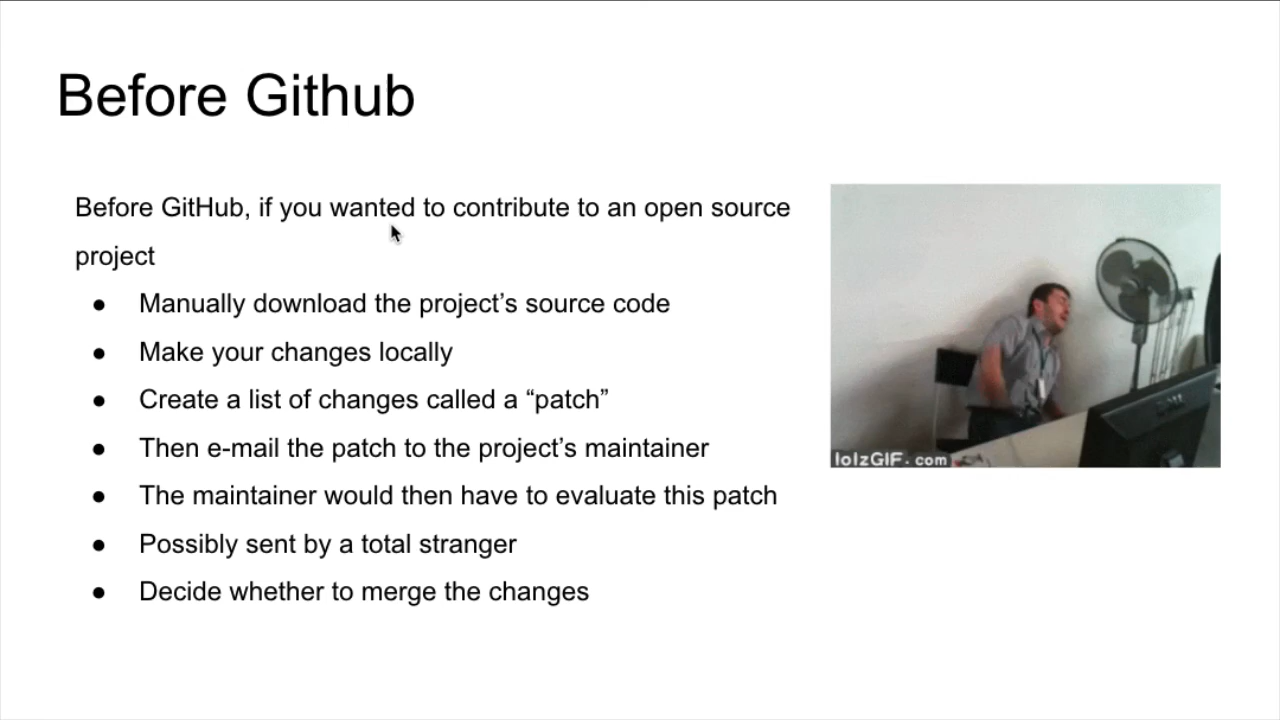 Before Github
Before GitHub, if you wanted to contribute to an open source
project
● Manually download the project’s source code
● Make your changes locally
● Create a list of changes called a “patch”
● Then e-mail the patch to the project’s maintainer
● The maintainer would then have to evaluate this patch
● Possibly sent by a total stranger
● Decide whether to merge the changes
DELL
lolzGIF.com